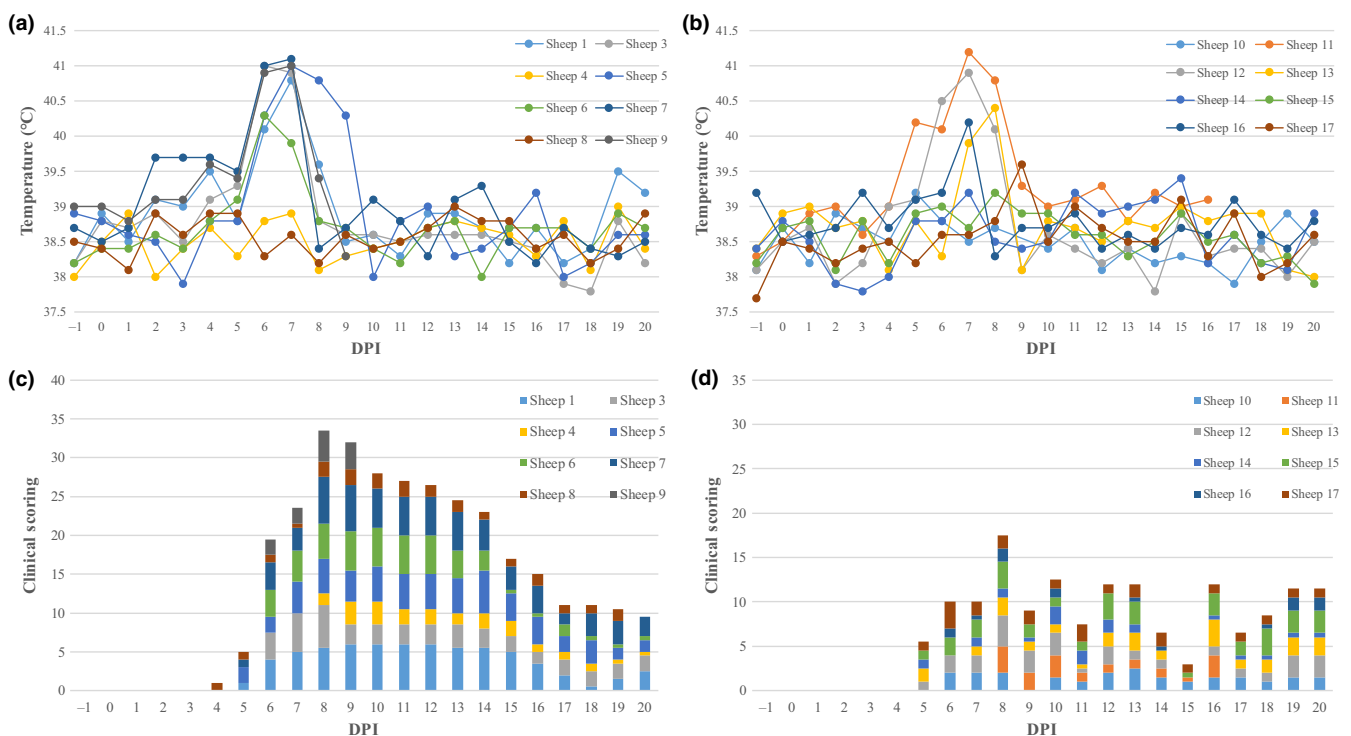 (a)
41.5
41
40.5
40
39.5
39
38.5
38
37.5
Temperature (°C)
Sheep 1 Sheep 3
Sheep 4 Sheep 5
Sheep 6 Sheep 7
Sheep 8 Sheep 9
–1 0 1 2 3 4 5 6 7 8 9 10 11 12 13 14 15 16 17 18 19 20
DPI
(b)
41.5
41
40.5
40
39.5
39
38.5
38
37.5
Temperature (°C)
Sheep 10 Sheep 11
Sheep 12 Sheep 13
Sheep 14 Sheep 15
Sheep 16 Sheep 17
–1 0 1 2 3 4 5 6 7 8 9 10 11 12 13 14 15 16 17 18 19 20
DPI
(c)
40
35
30
25
20
15
10
5
0
Clinical scoring
Sheep 1 Sheep 3
Sheep 4 Sheep 5
Sheep 6 Sheep 7
Sheep 8 Sheep 9
–1 0 1 2 3 4 5 6 7 8 9 10 11 12 13 14 15 16 17 18 19 20
DPI
(d)
35
30
25
20
15
10
5
0
Clinical scoring
Sheep 10 Sheep 11
Sheep 12 Sheep 13
Sheep 14 Sheep 15
Sheep 16 Sheep 17
–1 0 1 2 3 4 5 6 7 8 9 10 11 12 13 14 15 16 17 18 19 20
DPI